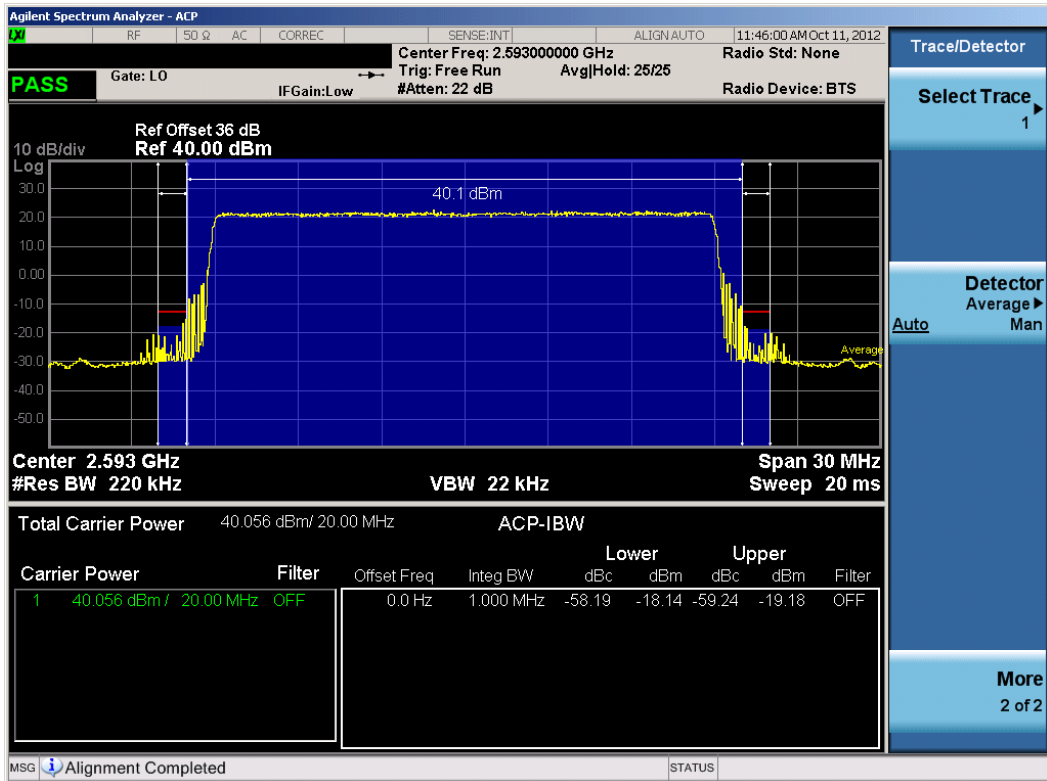 Agilent Spectrum Analyzer - ACP
LXI RF 50 Ω AC CORREC SENSE:INT ALIGN AUTO 11:46:00 AM Oct 11, 2012
Center Freq: 2.593000000 GHz Radio Std: None
PASS Gate: LO Trig: Free Run Avg|Hold: 25/25
IFGain:Low #Atten: 22 dB Radio Device: BTS
Ref Offset 36 dB
10 dB/div Ref 40.00 dBm
Log
30.0
40.1 dBm
20.0
10.0
0.00
-10.0
-20.0
-30.0
Average
-40.0
-50.0
Center 2.593 GHz Span 30 MHz
#Res BW 220 kHz VBW 22 kHz Sweep 20 ms
Total Carrier Power 40.056 dBm/ 20.00 MHz ACP-IBW
Lower Upper
Carrier Power Filter Offset Freq Integ BW dBc dBm dBc dBm Filter
1 40.056 dBm / 20.00 MHz OFF 0.0 Hz 1.000 MHz -58.19 -18.14 -59.24 -19.18 OFF
MSG Alignment Completed STATUS
Trace/Detector
Select Trace
1
Detector
Average
Auto Man
More
2 of 2